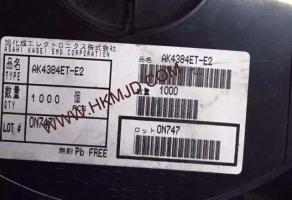 旭化成エレクトロニクス株式会社
ASAHI KASEI EMD CORPORATION
品名 TYPE AK4384ET-E2
数量 QTY 1000 個
LOT# 0N747
無鉛 Pb FREE
品名 AK4384ET-E2
数量 1000
ロット 0N747
WWW.HKMJD.COM